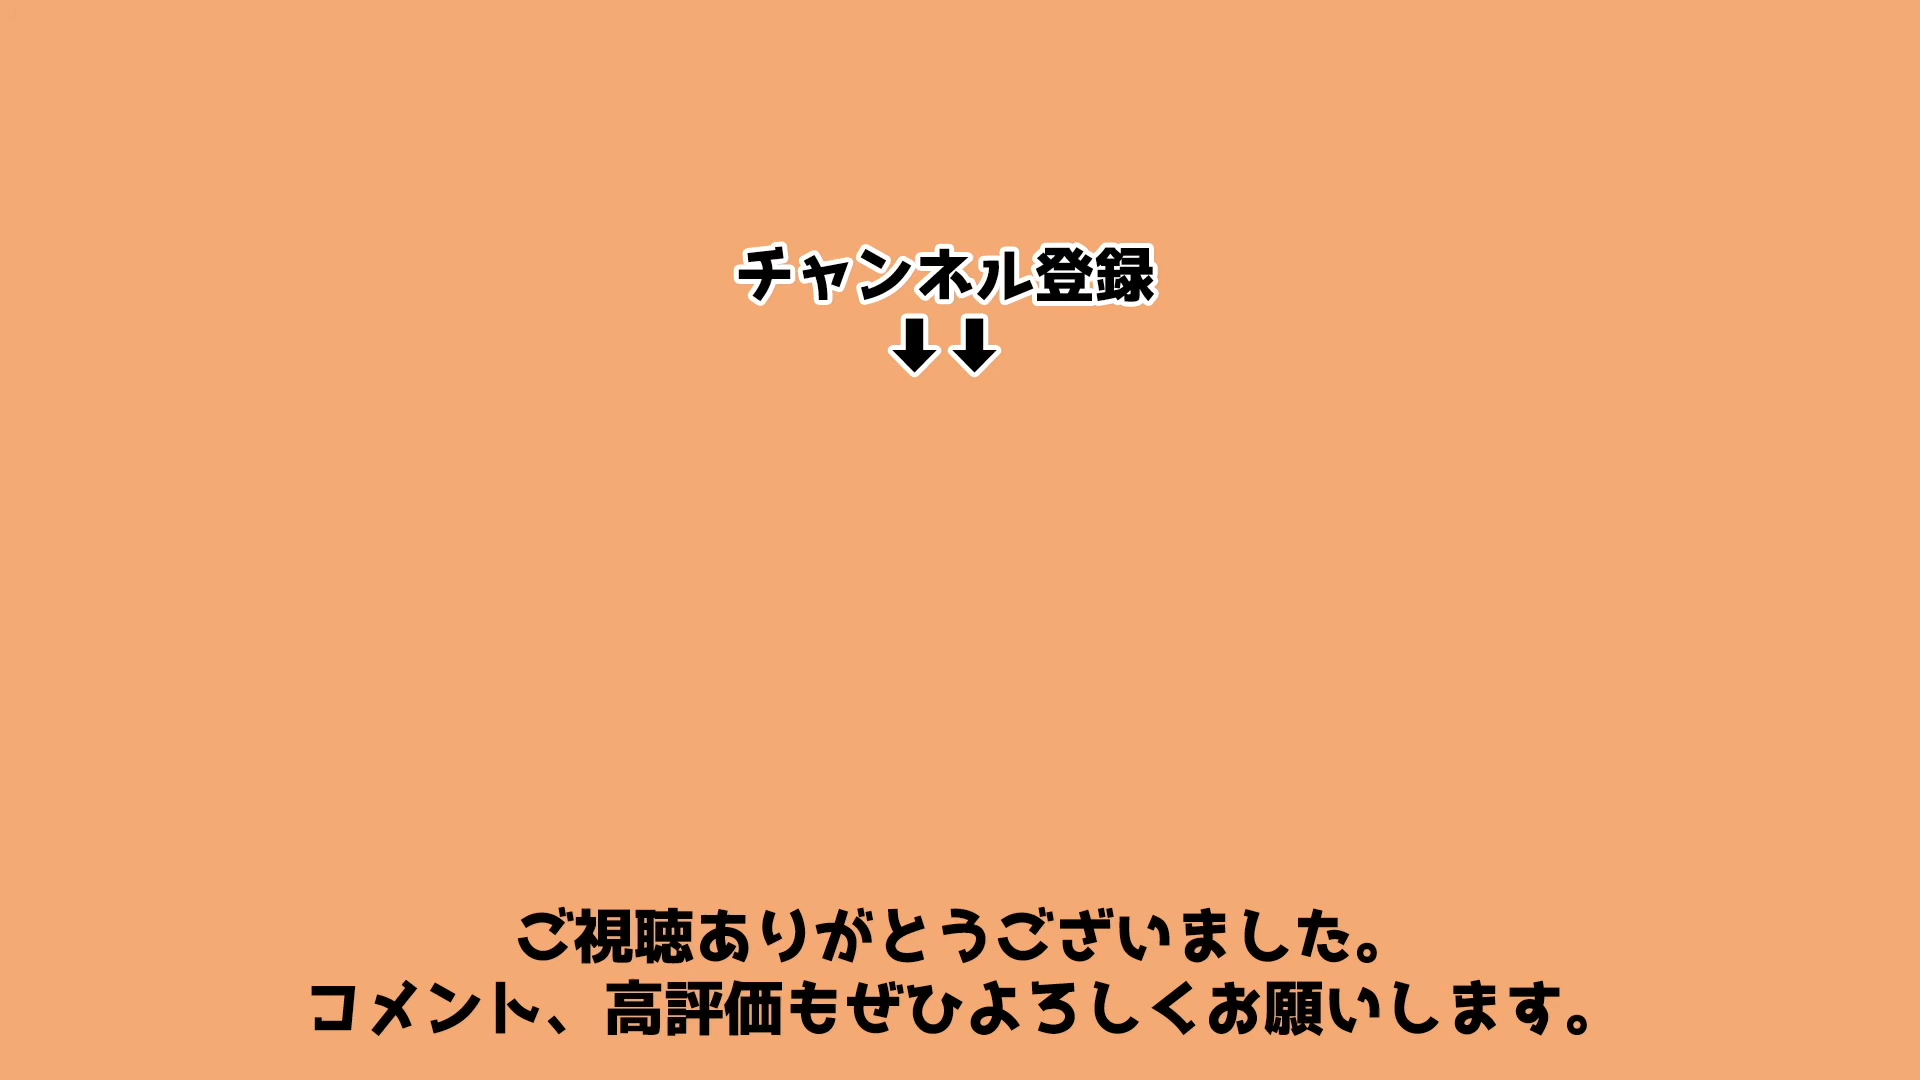 チャンネル登録
⬇⬇
ご視聴ありがとうございました。
コメント、高評価もぜひよろしくお願いします。